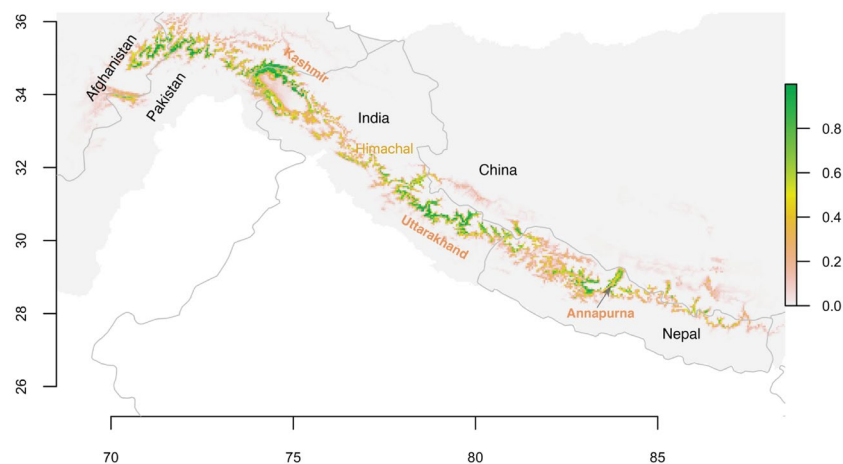 36
34
32
30
28
26
Afghanistan
Pakistan
Kashmir
India
Himachal
China
Uttarakhand
Annapurna
Nepal
0.8
0.6
0.4
0.2
0.0
70
75
80
85